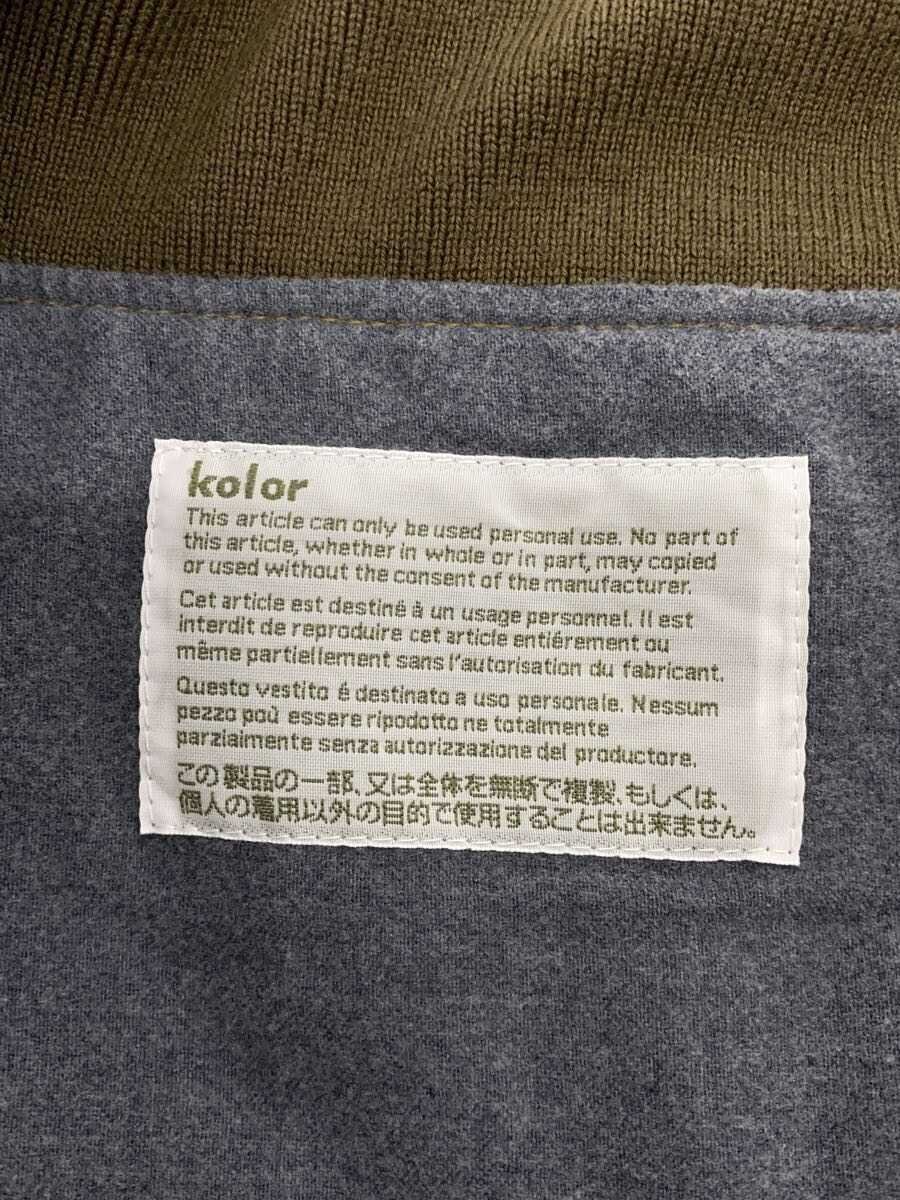 kolor
This article can only be used personal use. No part of
this article, whether in whole or in part, may copied
or used without the consent of the manufacturer.
Cet article est destiné à un usage personnel. Il est
interdit de reproduire cet article entiérement ou
même partiellement sans l'autorisation du fabricant.
Questo vestito é destinato a uso personale. Nessum
pezzo poù essere ripodotto ne totalmente
parzialmente senza autorizzazione del productore.
この製品の一部、又は全体を無断で複製、もしくは、
個人の着用以外の目的で使用することは出来ません。